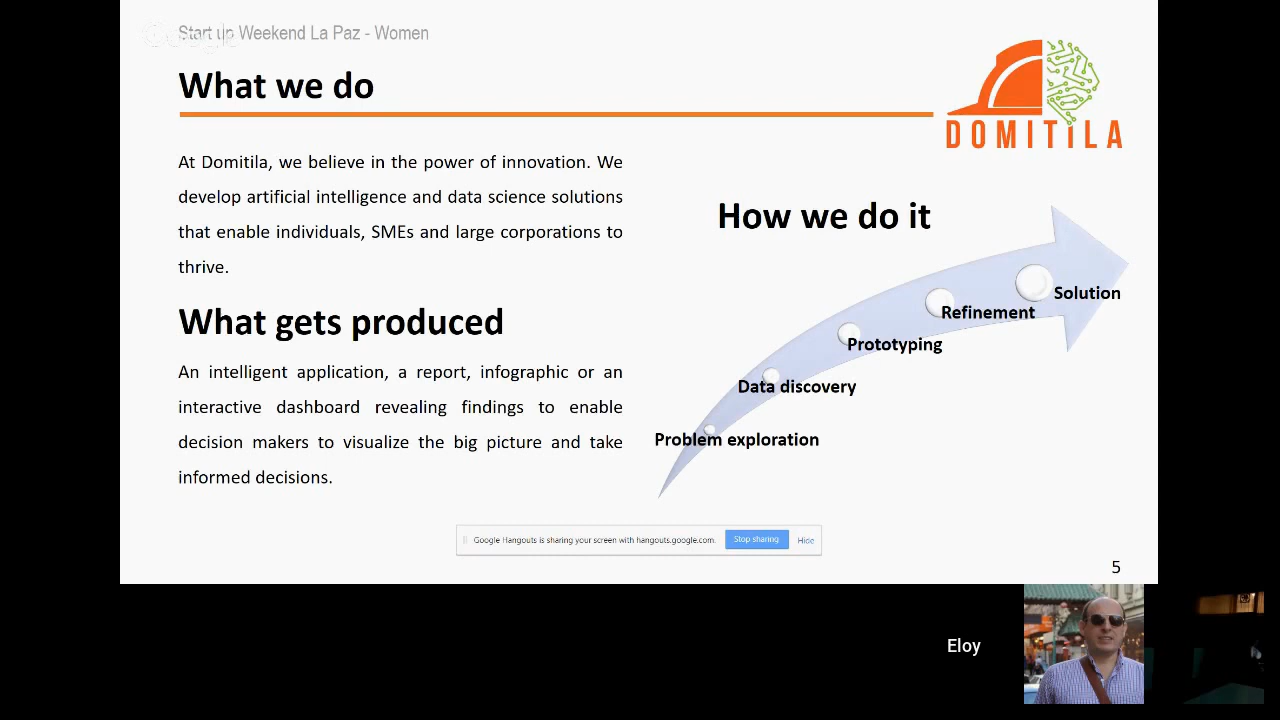 Start up Weekend La Paz - Women
Google
What we do
DOMITiLA
At Domitila, we believe in the power of innovation. We
develop artificial intelligence and data science solutions
that enable individuals, SMEs and large corporations to
thrive.
How we do it
What gets produced
An intelligent application, a report, infographic or an
interactive dashboard revealing findings to enable
decision makers to visualize the big picture and take
informed decisions.
Solution
Refinement
Prototyping
Data discovery
Problem exploration
Google Hangouts is sharing your screen with hangouts.google.com.
Stop sharing
Hide
5
Eloy